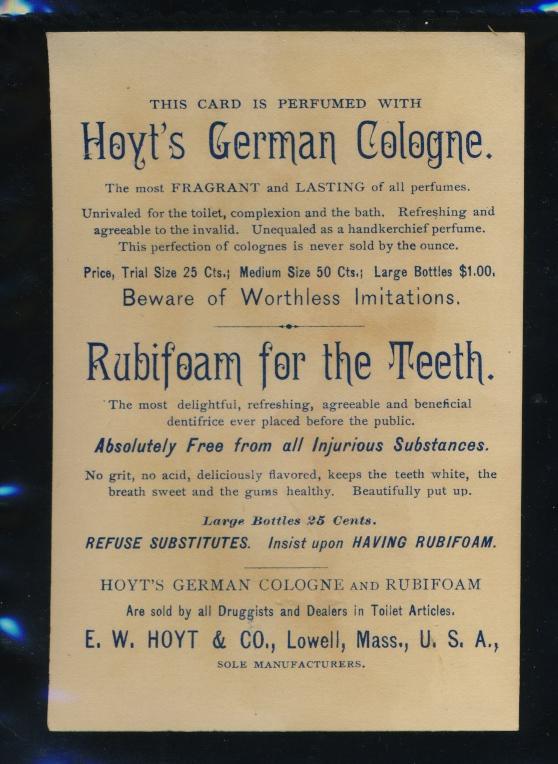 THIS CARD IS PERFUMED WITH
Hoyt's German Cologne.
The most FRAGRANT and LASTING of all perfumes.
Unrivaled for the toilet, complexion and the bath. Refreshing and
agreeable to the invalid. Unequaled as a handkerchief perfume.
This perfection of colognes is never sold by the ounce.
Price, Trial Size 25 Cts.; Medium Size 50 Cts.; Large Bottles $1.00.
Beware of Worthless Imitations.
Rubifoam for the Teeth.
The most delightful, refreshing, agreeable and beneficial
dentifrice ever placed before the public.
Absolutely Free from all Injurious Substances.
No grit, no acid, deliciously flavored, keeps the teeth white, the
breath sweet and the gums healthy. Beautifully put up.
Large Bottles 25 Cents.
REFUSE SUBSTITUTES. Insist upon HAVING RUBIFOAM.
HOYT'S GERMAN COLOGNE AND RUBIFOAM
Are sold by all Druggists and Dealers in Toilet Articles.
E. W. HOYT & CO., Lowell, Mass., U. S. A.,
SOLE MANUFACTURERS.